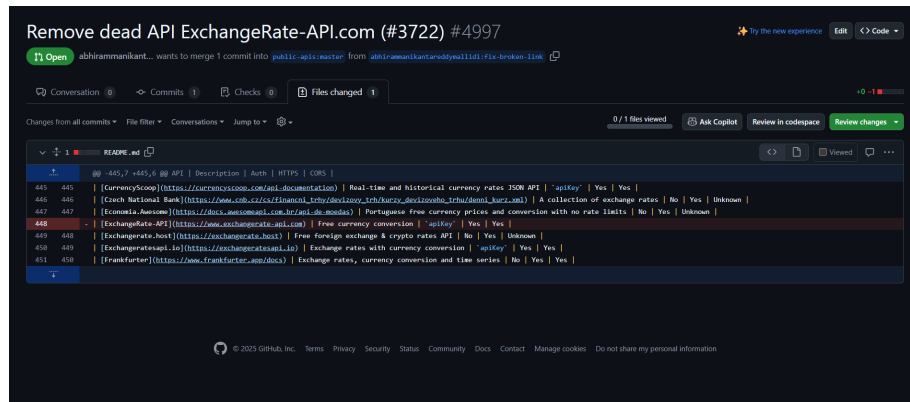 Remove dead API ExchangeRate-API.com (#3722) #4997
Try the new experience Edit <> Code
Open abhirammanikant... wants to merge 1 commit into public-apis:master from abhirammanikantareddymallidi:fix-broken-link
Conversation 0 Commits 1 Checks 0 Files changed 1 +0 -1
Changes from all commits File filter Conversations Jump to 0 / 1 files viewed Ask Copilot Review in codespace Review changes
1 README.md Viewed
@@ -445,7 +445,6 @@ API | Description | Auth | HTTPS | CORS |
445 445 | [CurrencyScoop](https://currencyscoop.com/api-documentation) | Real-time and historical currency rates JSON API | `apiKey` | Yes | Yes |
446 446 | [Czech National Bank](https://www.cnb.cz/cs/financni_trhy/devizovy_trh/kurzy_devizoveho_trhu/denni_kurz.xml) | A collection of exchange rates | No | Yes | Unknown |
447 447 | [Economia.Awesome](https://docs.awesomeapi.com.br/api-de-moedas) | Portuguese free currency prices and conversion with no rate limits | No | Yes | Unknown |
448 - | [ExchangeRate-API](https://www.exchangerate-api.com) | Free currency conversion | `apiKey` | Yes | Yes |
449 448 | [Exchangerate.host](https://exchangerate.host) | Free foreign exchange & crypto rates API | No | Yes | Unknown |
450 449 | [Exchangeratesapi.io](https://exchangeratesapi.io) | Exchange rates with currency conversion | `apiKey` | Yes | Yes |
451 450 | [Frankfurter](https://www.frankfurter.app/docs) | Exchange rates, currency conversion and time series | No | Yes | Yes |
© 2025 GitHub, Inc. Terms Privacy Security Status Community Docs Contact Manage cookies Do not share my personal information